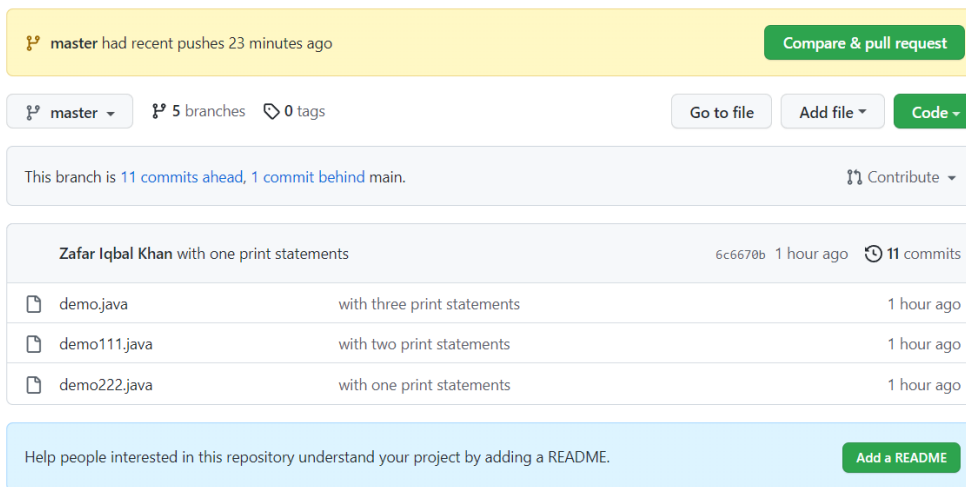 master had recent pushes 23 minutes ago Compare & pull request
master 5 branches 0 tags Go to file Add file Code
This branch is 11 commits ahead, 1 commit behind main. Contribute
Zafar Iqbal Khan with one print statements 6c6670b 1 hour ago 11 commits
demo.java with three print statements 1 hour ago
demo111.java with two print statements 1 hour ago
demo222.java with one print statements 1 hour ago
Help people interested in this repository understand your project by adding a README. Add a README